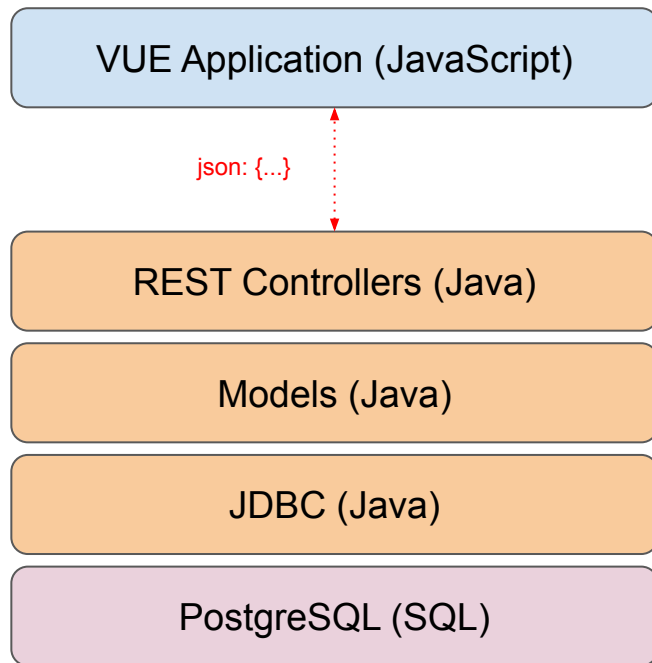 VUE Application (JavaScript)
json: {...}
REST Controllers (Java)
Models (Java)
JDBC (Java)
PostgreSQL (SQL)